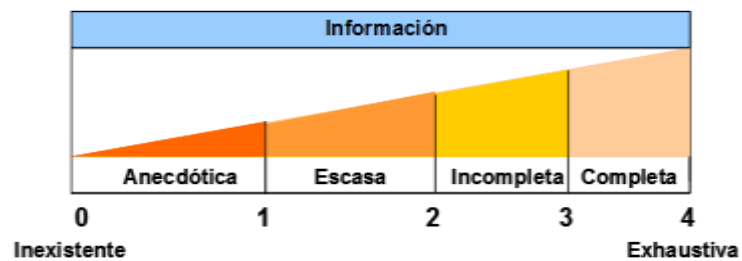 Información
Anecdótica Escasa Incompleta Completa
0 1 2 3 4
Inexistente Exhaustiva